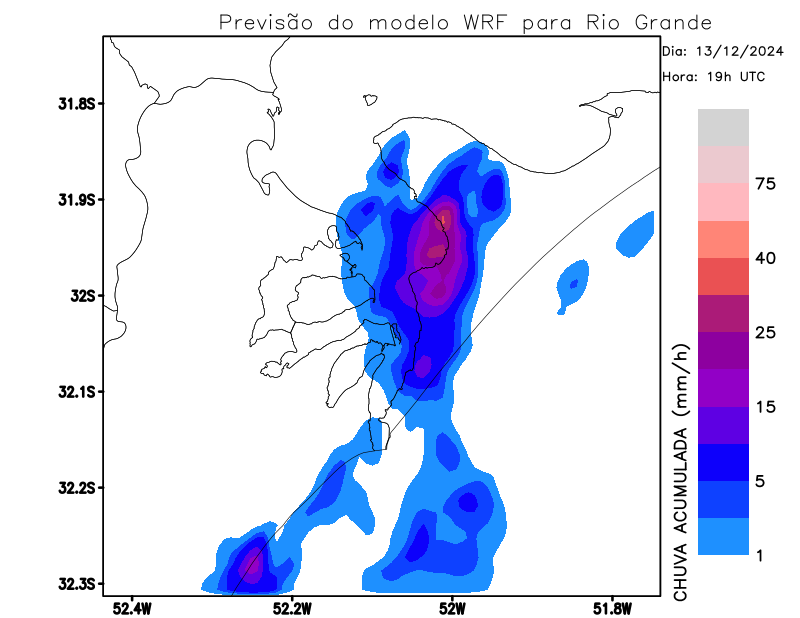 Previsão do modelo WRF para Rio Grande
Dia: 13/12/2024
Hora: 19h UTC
31.8S
31.9S
32S
32.1S
32.2S
32.3S
52.4W
52.2W
52W
51.8W
75
40
25
15
5
1
CHUVA ACUMULADA (mm/h)